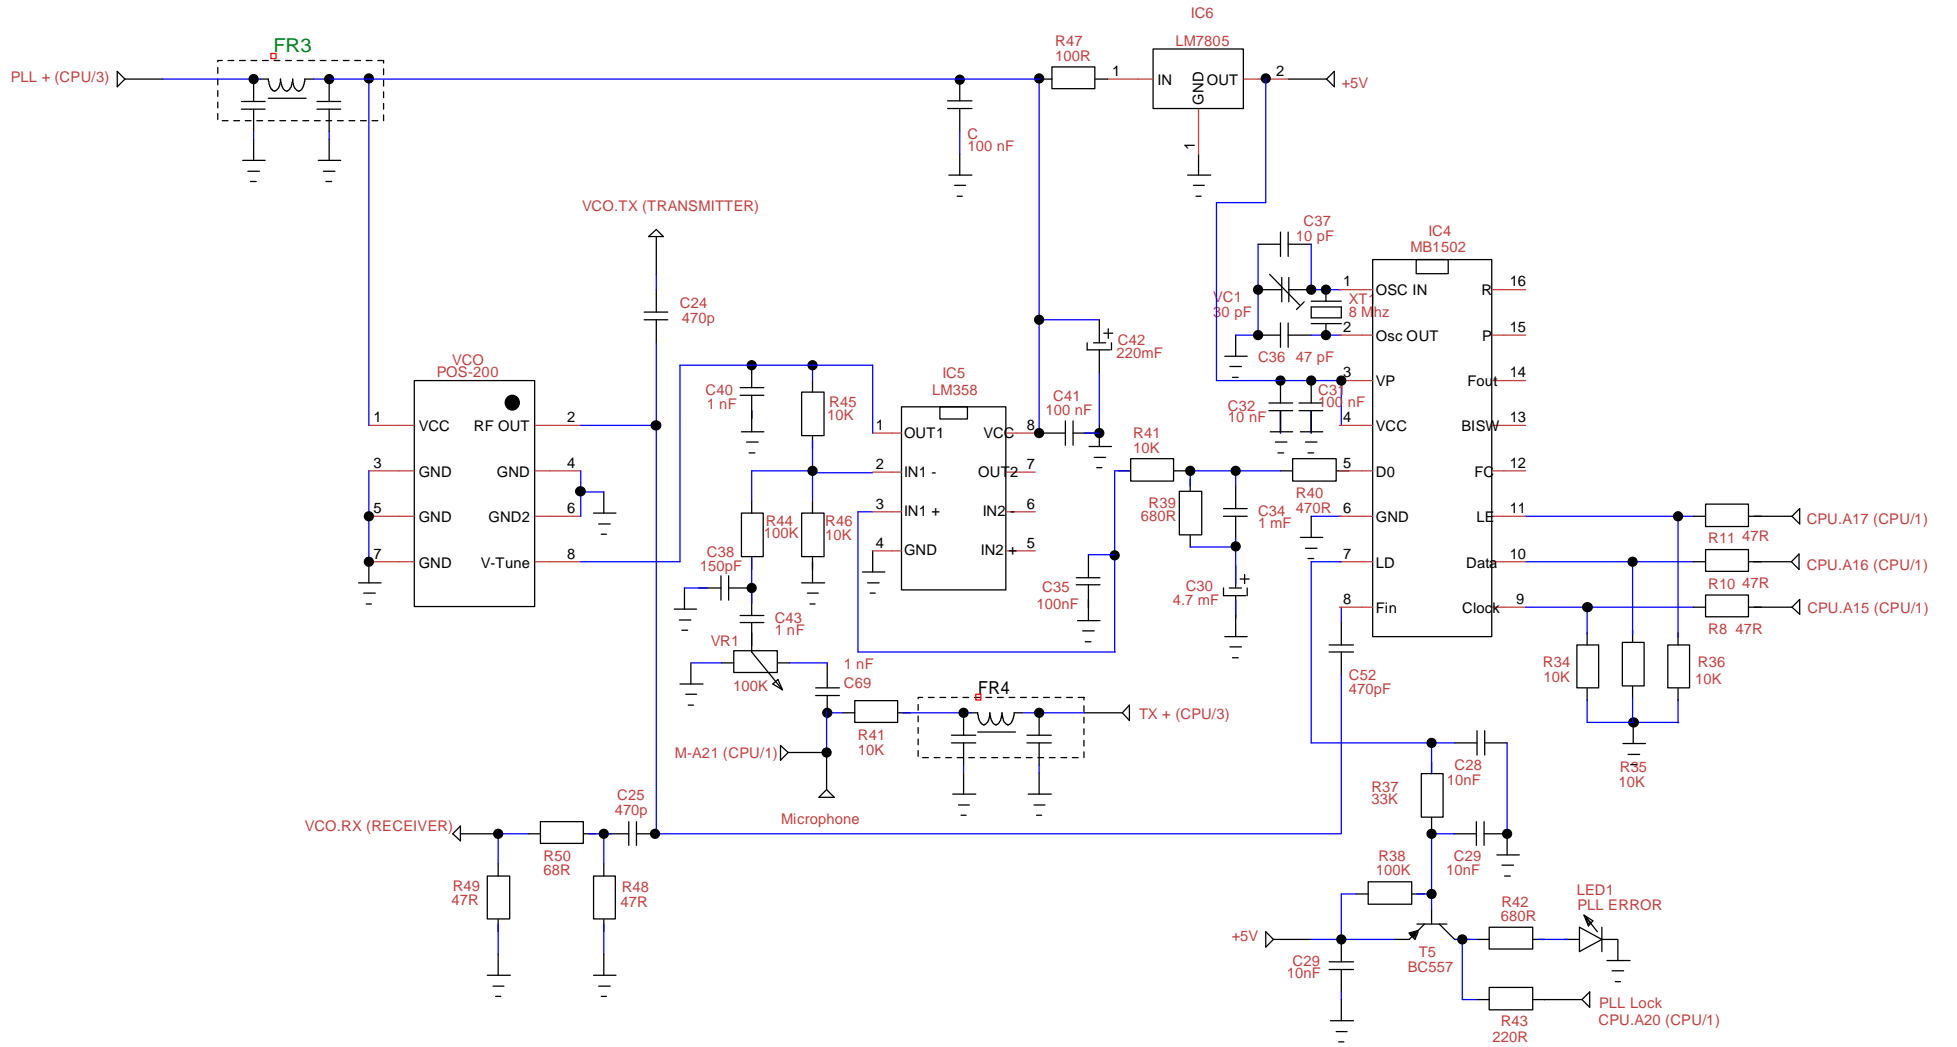 IC6
LM7805
FR3
R47
100R
PLL + (CPU/3)
1
IN
GND
OUT
2
+5V
1
C
100 nF
VCO.TX (TRANSMITTER)
C24
470p
C37
10 pF
VC1
30 pF
XT1
8 Mhz
C36
47 pF
IC4
MB1502
1
OSC IN
R
16
2
Osc OUT
P
15
3
VP
Fout
14
4
VCC
BISW
13
5
D0
FC
12
6
GND
LE
11
7
LD
Data
10
8
Fin
Clock
9
C32
10 nF
C31
100 nF
C42
220mF
C41
100 nF
VCO
POS-200
1
VCC
RF OUT
2
3
GND
GND
4
5
GND
GND2
6
7
GND
V-Tune
8
C40
1 nF
R45
10K
IC5
LM358
1
OUT1
VCC
8
2
IN1 -
OUT2
7
3
IN1 +
IN2 -
6
4
GND
IN2 +
5
R41
10K
R39
680R
C34
1 mF
R40
470R
R44
100K
R46
10K
C38
150pF
C35
100nF
C30
4.7 mF
C43
1 nF
VR1
100K
1 nF
C69
R11
47R
CPU.A17 (CPU/1)
R10
47R
CPU.A16 (CPU/1)
R8
47R
CPU.A15 (CPU/1)
R34
10K
R36
10K
R35
10K
C52
470pF
FR4
TX + (CPU/3)
R41
10K
M-A21 (CPU/1)
Microphone
C28
10nF
R37
33K
C29
10nF
R38
100K
C25
470p
VCO.RX (RECEIVER)
R50
68R
R49
47R
R48
47R
LED1
PLL ERROR
R42
680R
+5V
C29
10nF
T5
BC557
R43
220R
PLL Lock
CPU.A20 (CPU/1)